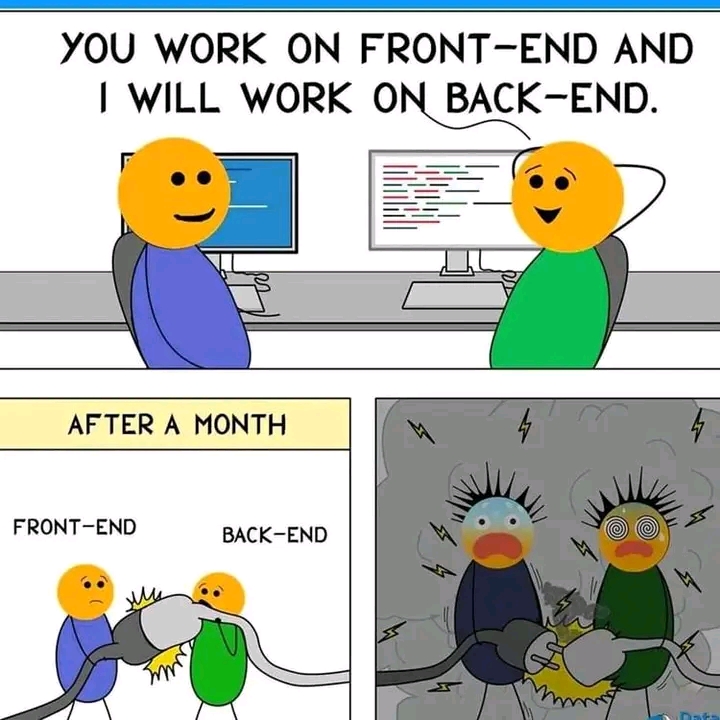 YOU WORK ON FRONT-END AND
I WILL WORK ON BACK-END.
AFTER A MONTH
FRONT-END
BACK-END